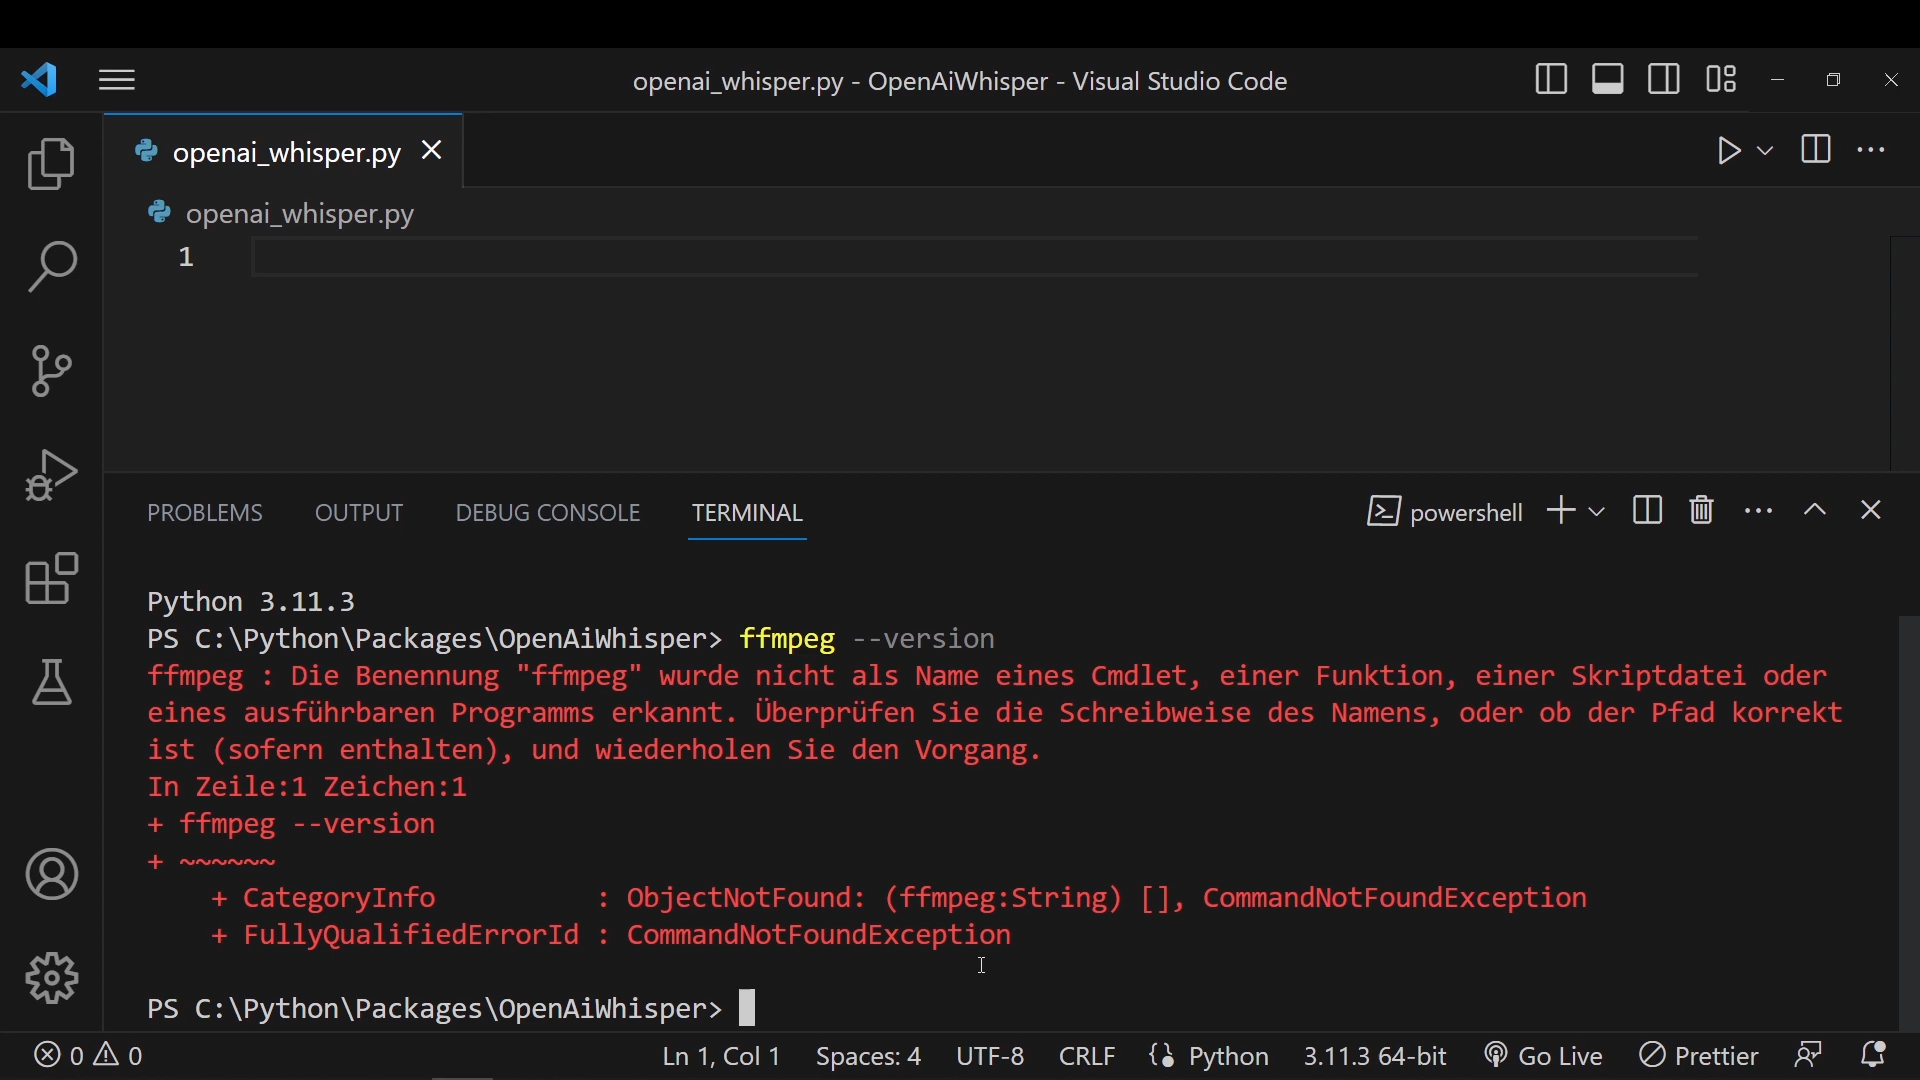 openai_whisper.py - OpenAiWhisper - Visual Studio Code
openai_whisper.py
openai_whisper.py
1
PROBLEMS OUTPUT DEBUG CONSOLE TERMINAL powershell
Python 3.11.3
PS C:\Python\Packages\OpenAiWhisper> ffmpeg --version
ffmpeg : Die Benennung "ffmpeg" wurde nicht als Name eines Cmdlet, einer Funktion, einer Skriptdatei oder
eines ausführbaren Programms erkannt. Überprüfen Sie die Schreibweise des Namens, oder ob der Pfad korrekt
ist (sofern enthalten), und wiederholen Sie den Vorgang.
In Zeile:1 Zeichen:1
+ ffmpeg --version
+ ~~~~~~
    + CategoryInfo          : ObjectNotFound: (ffmpeg:String) [], CommandNotFoundException
    + FullyQualifiedErrorId : CommandNotFoundException
PS C:\Python\Packages\OpenAiWhisper>
0 0 Ln 1, Col 1 Spaces: 4 UTF-8 CRLF Python 3.11.3 64-bit Go Live Prettier